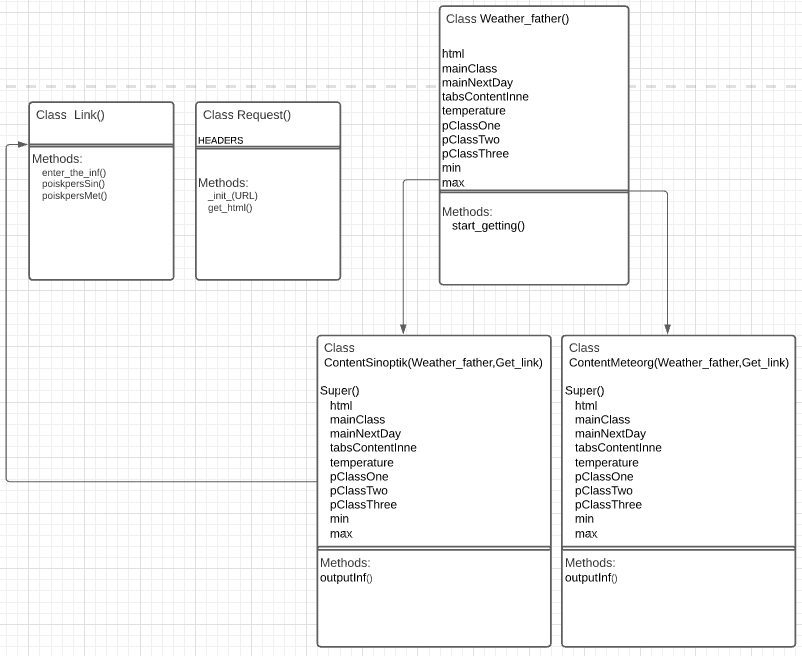 Class Weather_father()
html
mainClass
mainNextDay
tabsContentInne
temperature
pClassOne
pClassTwo
pClassThree
min
max
Methods:
start_getting()
Class Link()
Methods:
enter_the_inf()
poiskpersSin()
poiskpersMet()
Class Request()
HEADERS
Methods:
_init_(URL)
get_html()
Class
ContentSinoptik(Weather_father,Get_link)
Super()
html
mainClass
mainNextDay
tabsContentInne
temperature
pClassOne
pClassTwo
pClassThree
min
max
Methods:
outputInf()
Class
ContentMeteorg(Weather_father,Get_link)
Super()
html
mainClass
mainNextDay
tabsContentInne
temperature
pClassOne
pClassTwo
pClassThree
min
max
Methods:
outputInf()